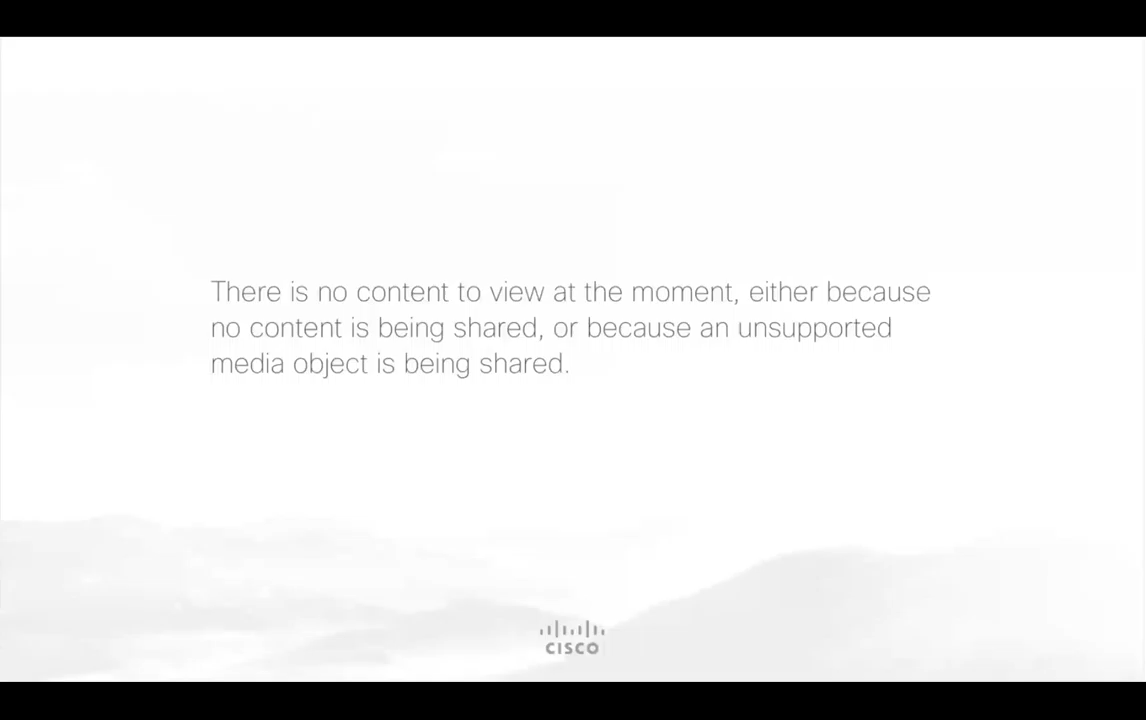 There is no content to view at the moment, either because
no content is being shared, or because an unsupported
media object is being shared.
CISCO